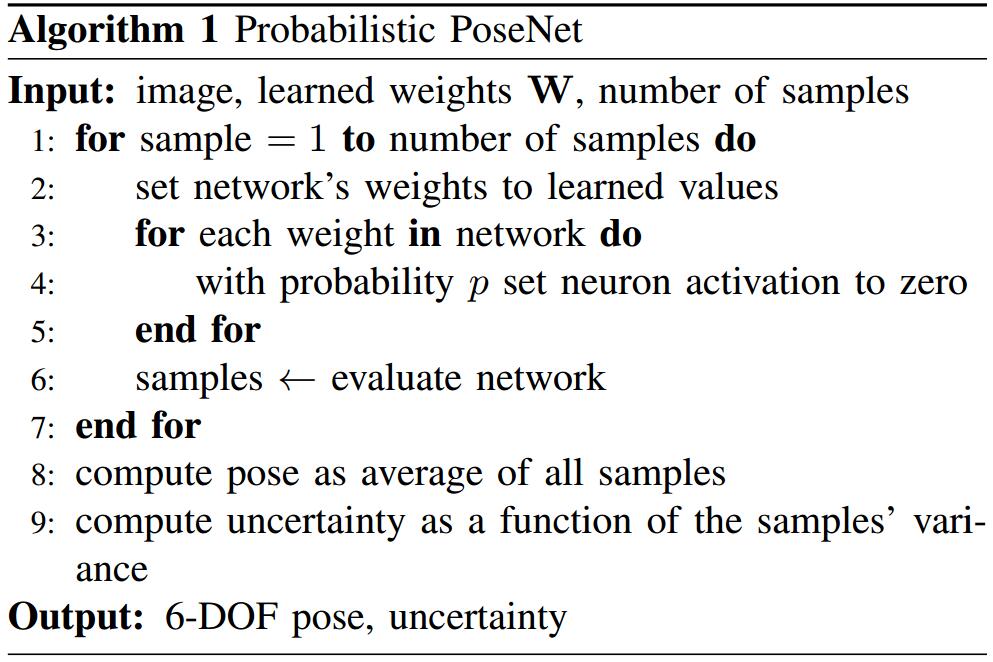 Algorithm 1 Probabilistic PoseNet
Input: image, learned weights W, number of samples
1: for sample = 1 to number of samples do
2: set network’s weights to learned values
3: for each weight in network do
4: with probability p set neuron activation to zero
5: end for
6: samples ← evaluate network
7: end for
8: compute pose as average of all samples
9: compute uncertainty as a function of the samples’ vari-
ance
Output: 6-DOF pose, uncertainty